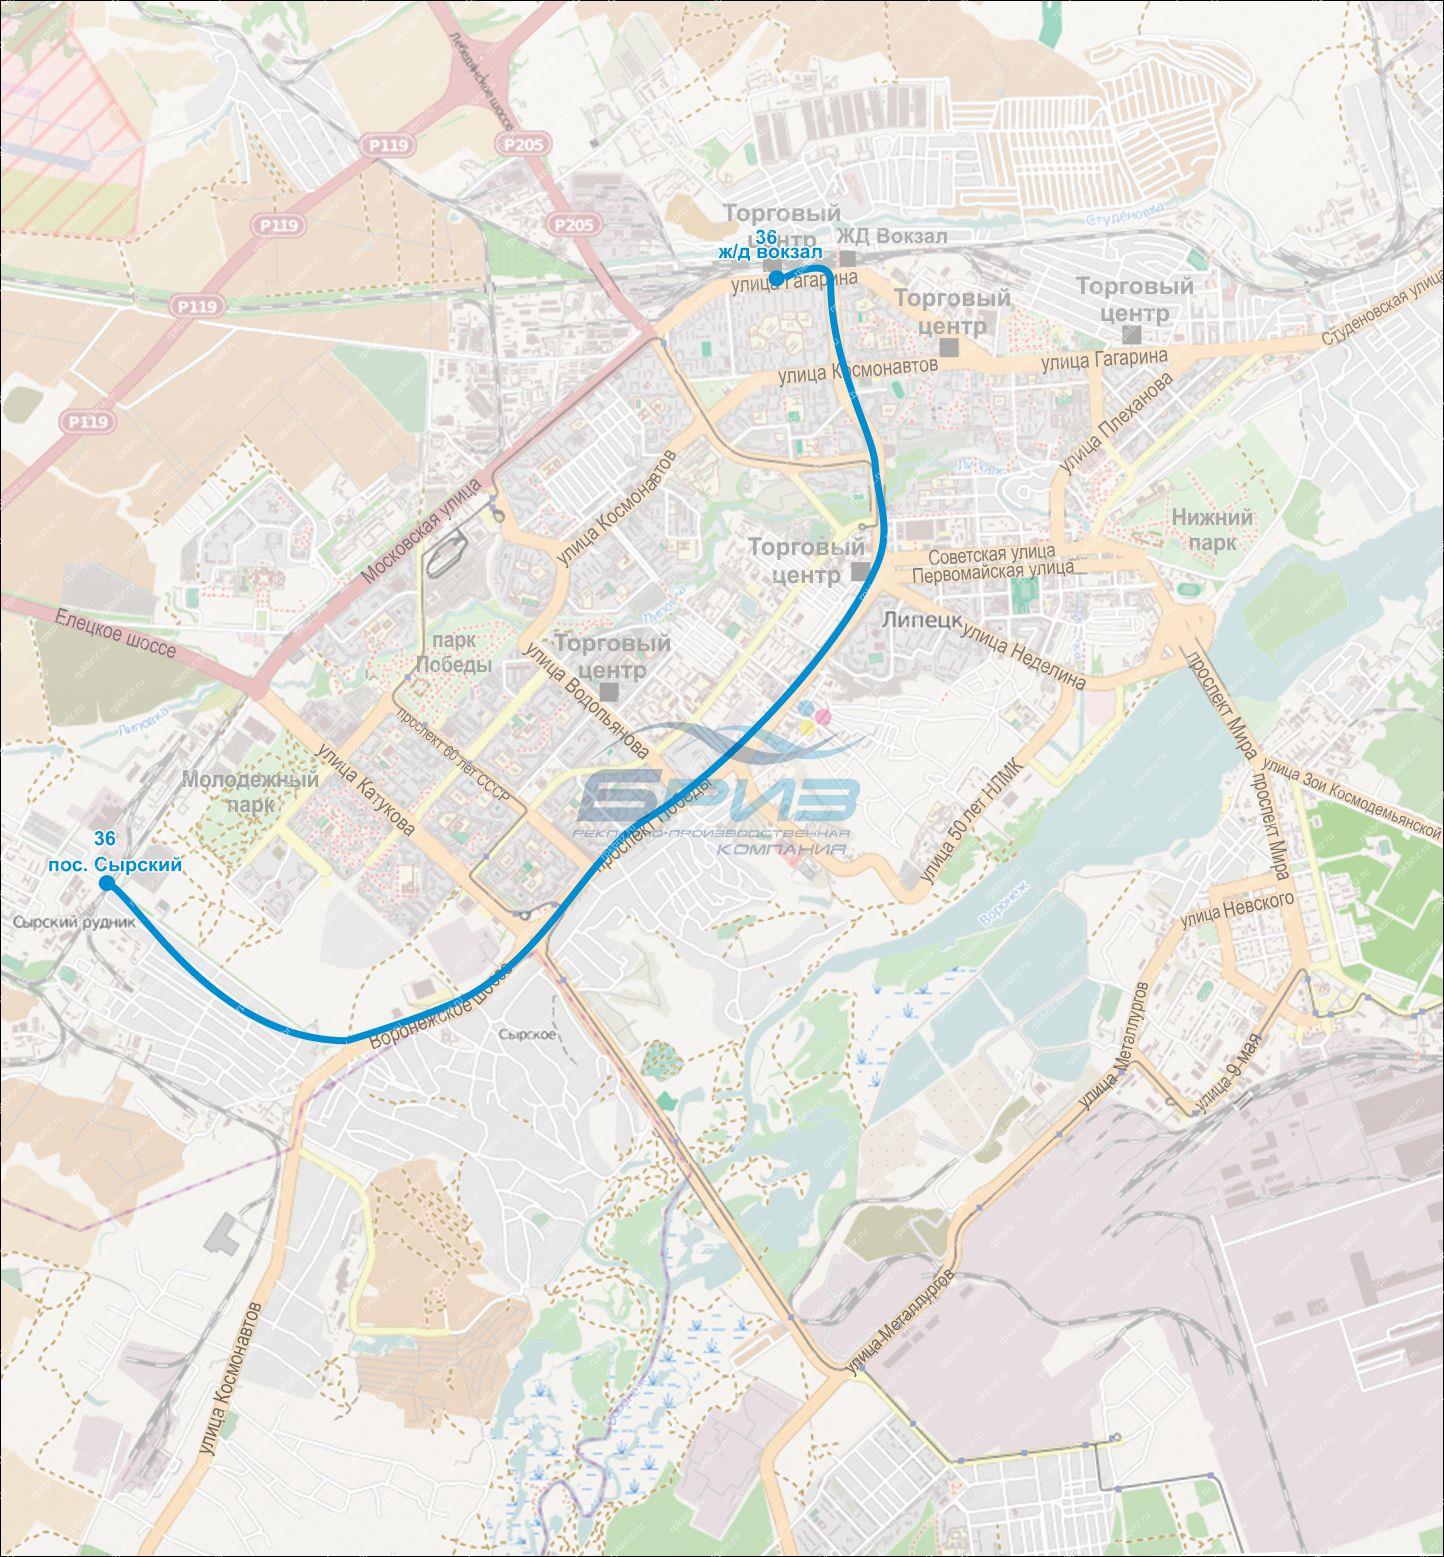 Лебедянское шоссе
Р119
Р205
Р119
Р205
Студёновка
Торговый
центр
36
ж/д вокзал
ЖД Вокзал
улица Гагарина
Р119
Торговый
центр
Торговый
центр
Студеновская улица
улица Космонавтов
улица Гагарина
Р119
улица Плеханова
Липовка
улица Космонавтов
Московская улица
Нижний
парк
Торговый
центр
Советская улица
Первомайская улица
Липовка
Липецк
Елецкое шоссе
парк
Победы
Торговый
центр
улица Водопьянова
улица Неделина
проспект Мира
Липовка
проспект 60 лет СССР
улица Катукова
Молодежный
парк
БРИЗ
РЕКЛАМНО-ПРОИЗВОДСТВЕННАЯ
КОМПАНИЯ
проспект Победы
улица 50 лет НЛМК
улица Зои Космодемьянской
проспект Мира
36
пос. Сырский
Сырский рудник
Воронеж
улица Невского
Воронежское шоссе
Сырское
улица Металлургов
улица 9 мая
улица Космонавтов
улица Металлургов
Воронеж
rpkbriz.ru